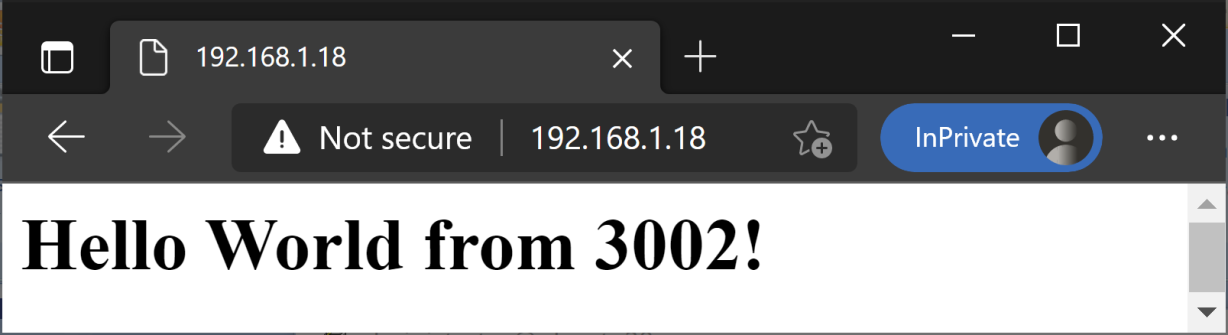 192.168.1.18
Not secure 192.168.1.18 InPrivate
Hello World from 3002!